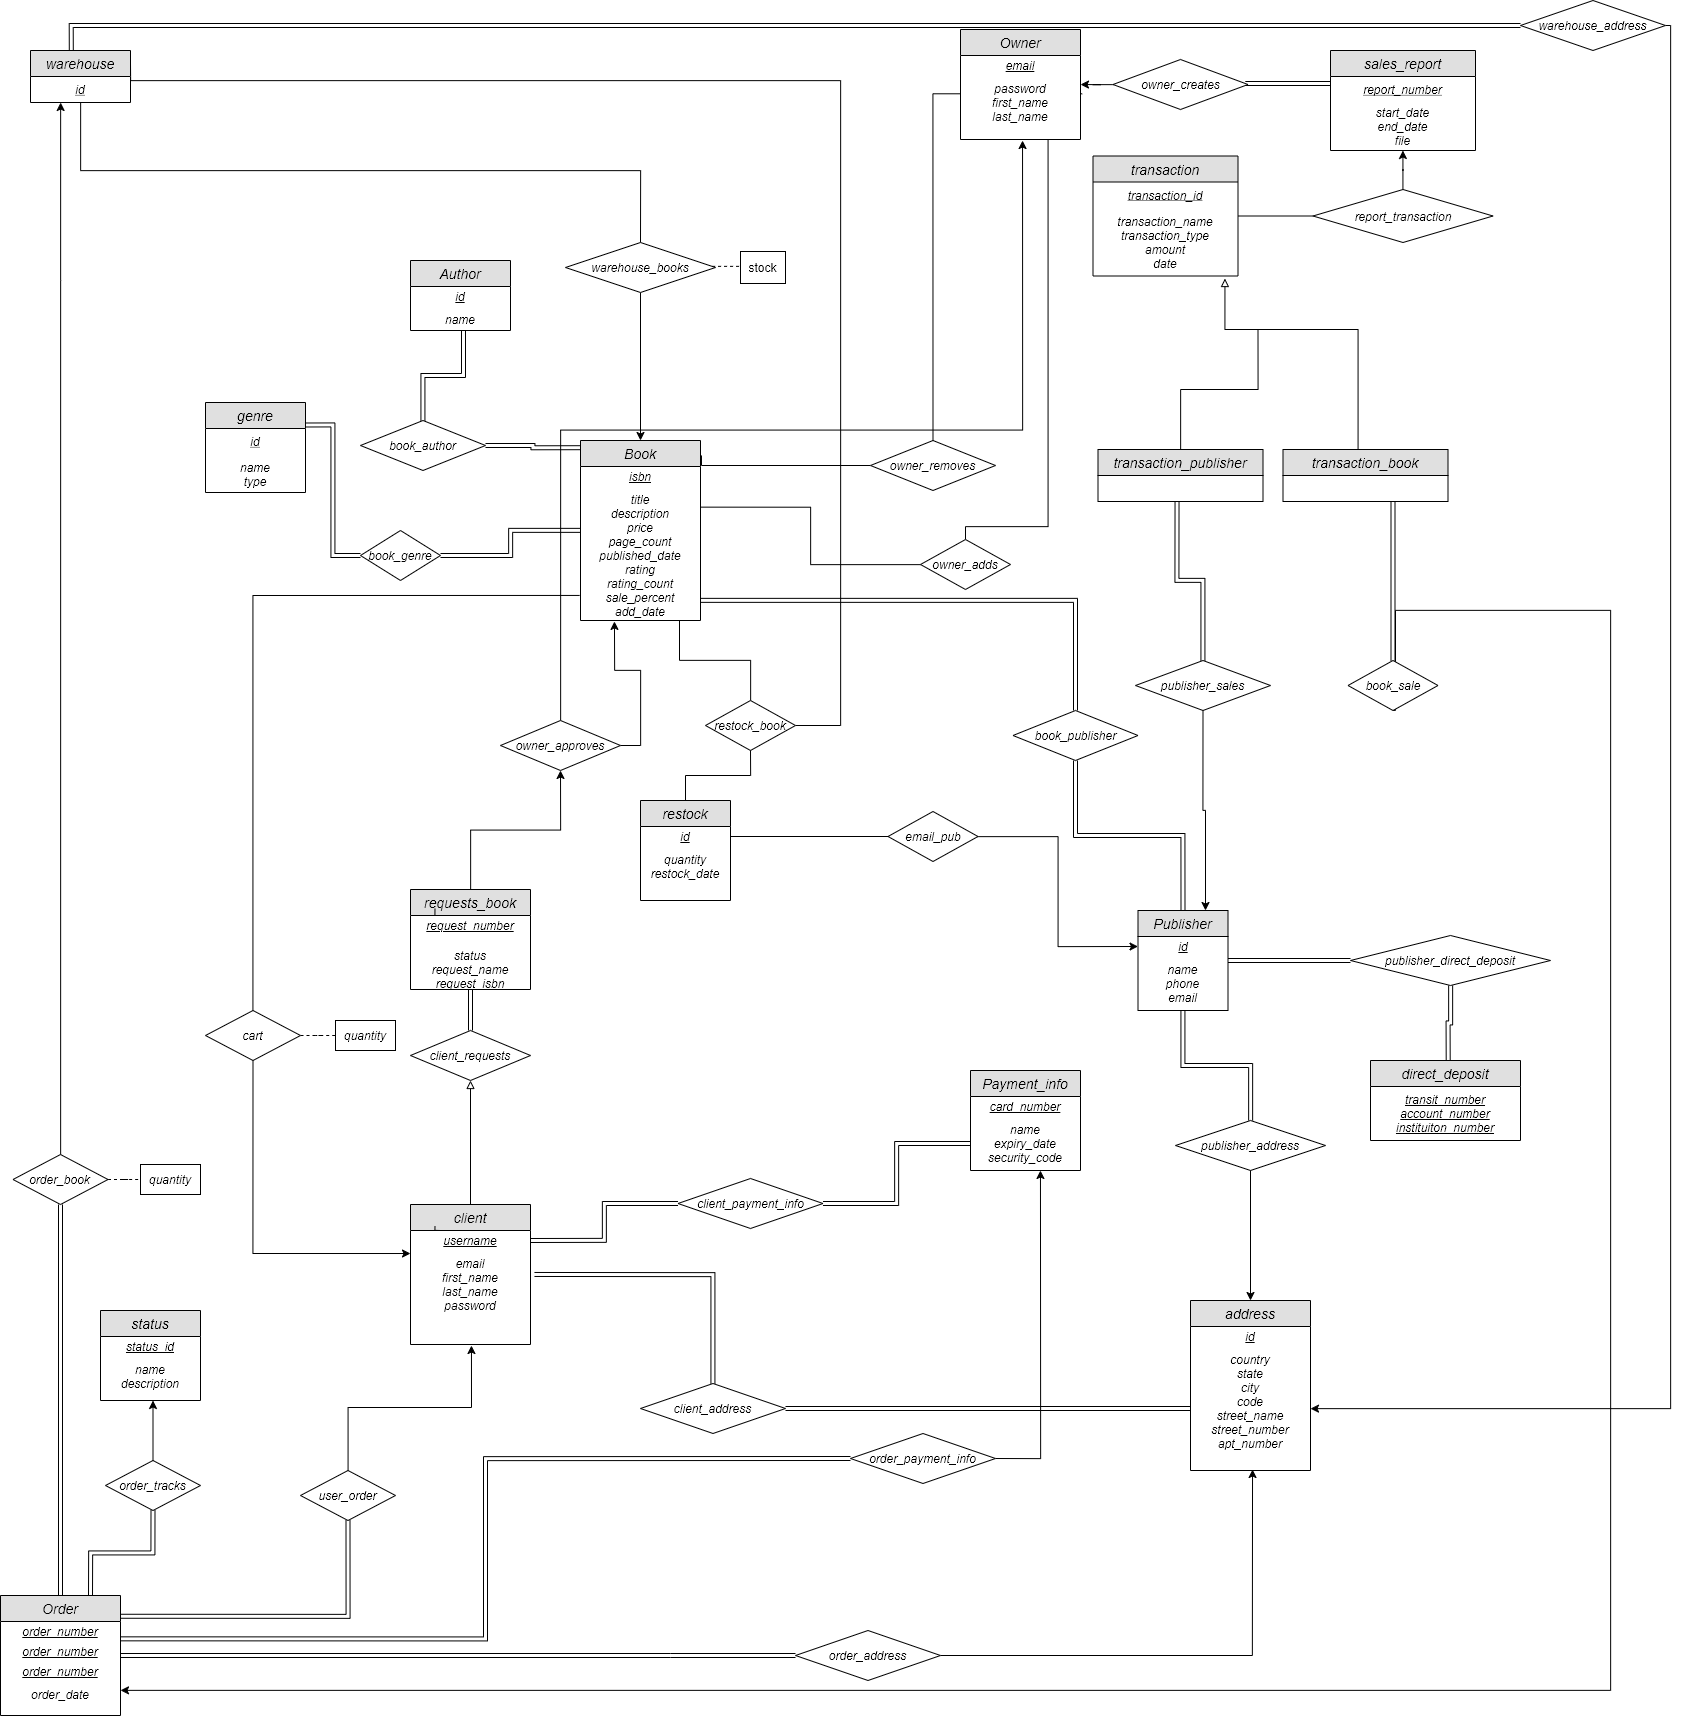 warehouse_address
warehouse
id
Owner
email
password
first_name
last_name
owner_creates
sales_report
report_number
start_date
end_date
file
transaction
transaction_id
transaction_name
transaction_type
amount
date
report_transaction
warehouse_books
stock
Author
id
name
genre
id
name
type
book_author
book_genre
Book
isbn
title
description
price
page_count
published_date
rating
rating_count
sale_percent
add_date
owner_removes
owner_adds
transaction_publisher
transaction_book
publisher_sales
book_sale
owner_approves
restock_book
book_publisher
restock
id
quantity
restock_date
email_pub
requests_book
request_number
status
request_name
request_isbn
Publisher
id
name
phone
email
publisher_direct_deposit
cart
quantity
client_requests
Payment_info
card_number
name
expiry_date
security_code
direct_deposit
transit_number
account_number
instituiton_number
publisher_address
order_book
quantity
client_payment_info
client
username
email
first_name
last_name
password
status
status_id
name
description
address
id
country
state
city
code
street_name
street_number
apt_number
client_address
order_payment_info
order_tracks
user_order
Order
order_number
order_number
order_number
order_date
order_address